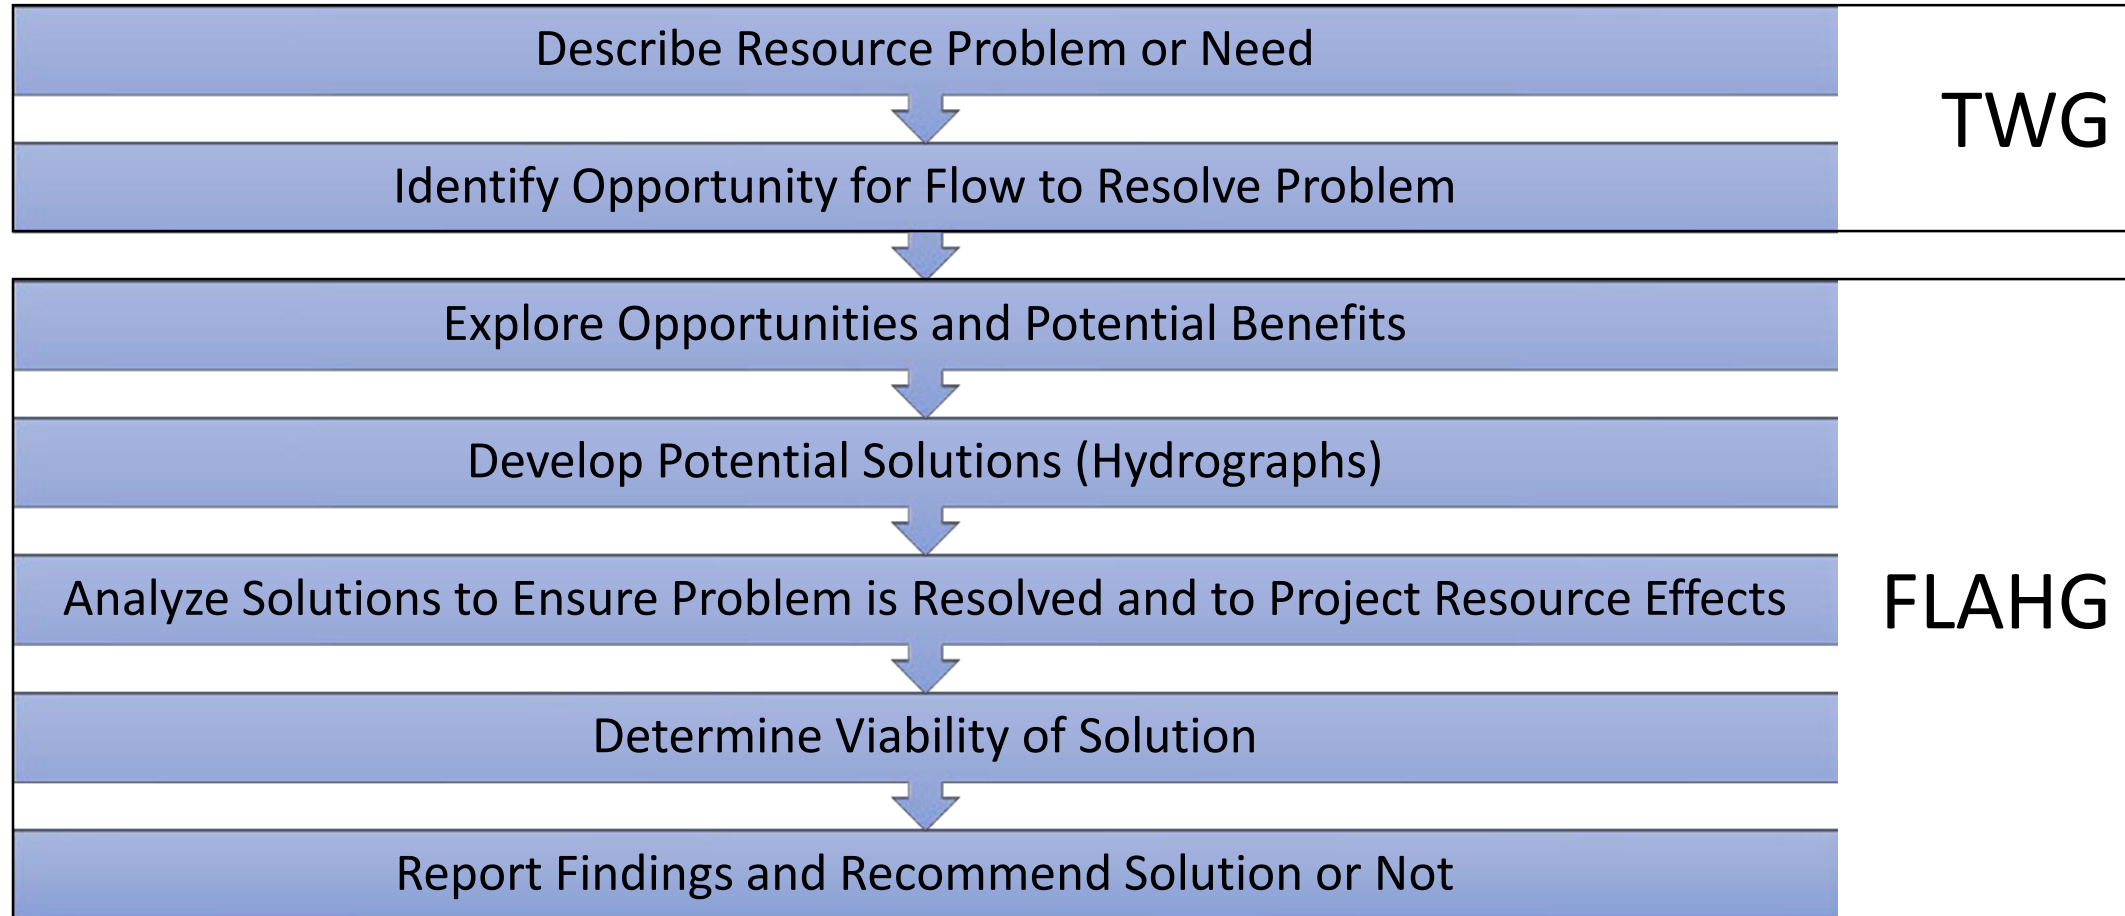 Describe Resource Problem or Need
TWG
Identify Opportunity for Flow to Resolve Problem
Explore Opportunities and Potential Benefits
Develop Potential Solutions (Hydrographs)
Analyze Solutions to Ensure Problem is Resolved and to Project Resource Effects
FLAHG
Determine Viability of Solution
Report Findings and Recommend Solution or Not